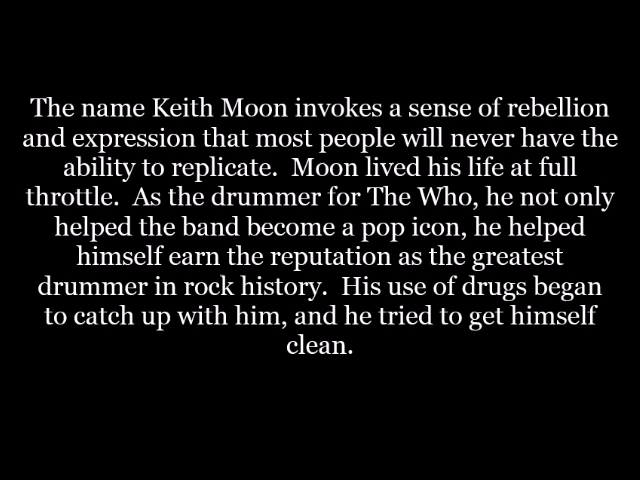 The name Keith Moon invokes a sense of rebellion
and expression that most people will never have the
ability to replicate.  Moon lived his life at full
throttle.  As the drummer for The Who, he not only
helped the band become a pop icon, he helped
himself earn the reputation as the greatest
drummer in rock history.  His use of drugs began
to catch up with him, and he tried to get himself
clean.